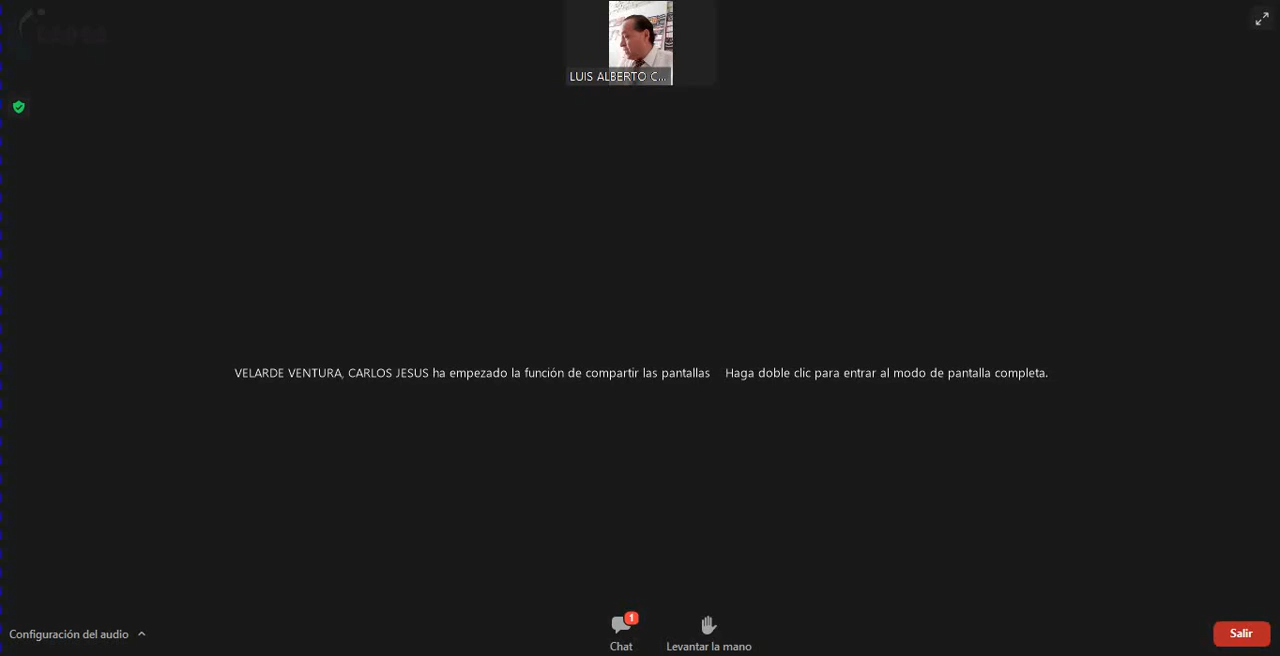 LUIS ALBERTO C...
VELARDE VENTURA, CARLOS JESUS ha empezado la función de compartir las pantallas Haga doble clic para entrar al modo de pantalla completa.
Configuración del audio
1
Chat
Levantar la mano
Salir